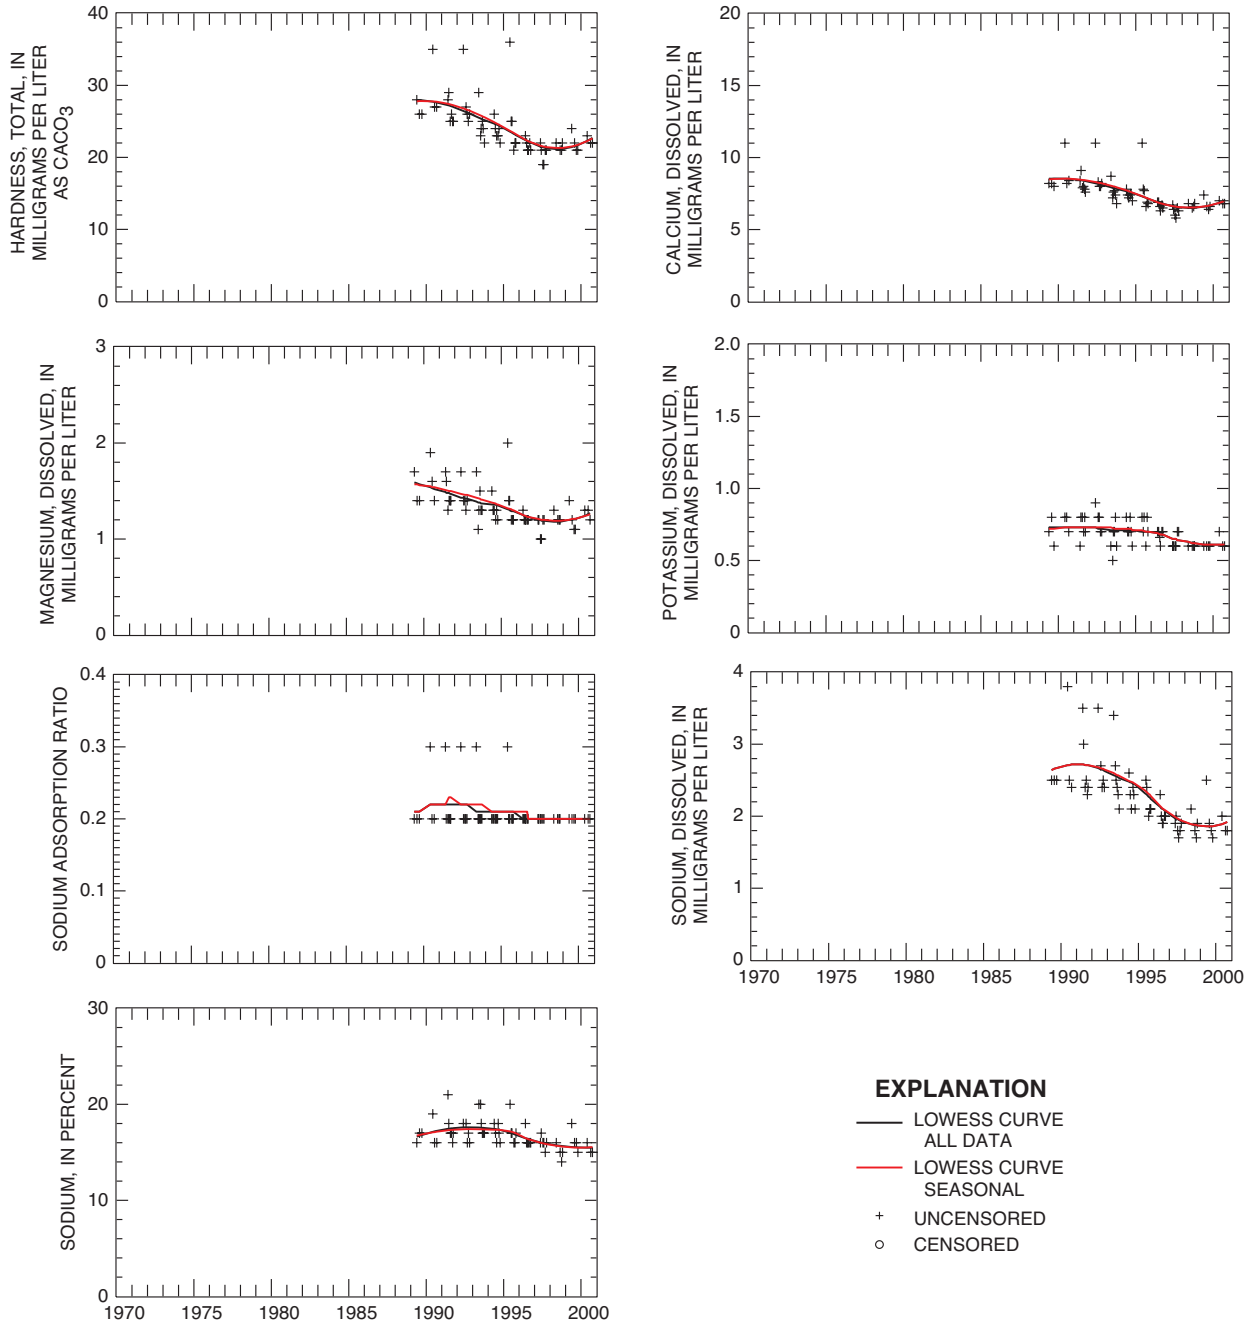 HARDNESS, TOTAL, IN
MILLIGRAMS PER LITER
AS CACO3
40
30
20
10
0
CALCIUM, DISSOLVED, IN
MILLIGRAMS PER LITER
20
15
10
5
0
MAGNESIUM, DISSOLVED, IN
MILLIGRAMS PER LITER
3
2
1
0
POTASSIUM, DISSOLVED, IN
MILLIGRAMS PER LITER
2.0
1.5
1.0
0.5
0
SODIUM ADSORPTION RATIO
0.4
0.3
0.2
0.1
0
SODIUM, DISSOLVED, IN
MILLIGRAMS PER LITER
4
3
2
1
0
1970 1975 1980 1985 1990 1995 2000
SODIUM, IN PERCENT
30
20
10
0
1970 1975 1980 1985 1990 1995 2000
EXPLANATION
LOWESS CURVE
ALL DATA
LOWESS CURVE
SEASONAL
UNCENSORED
CENSORED